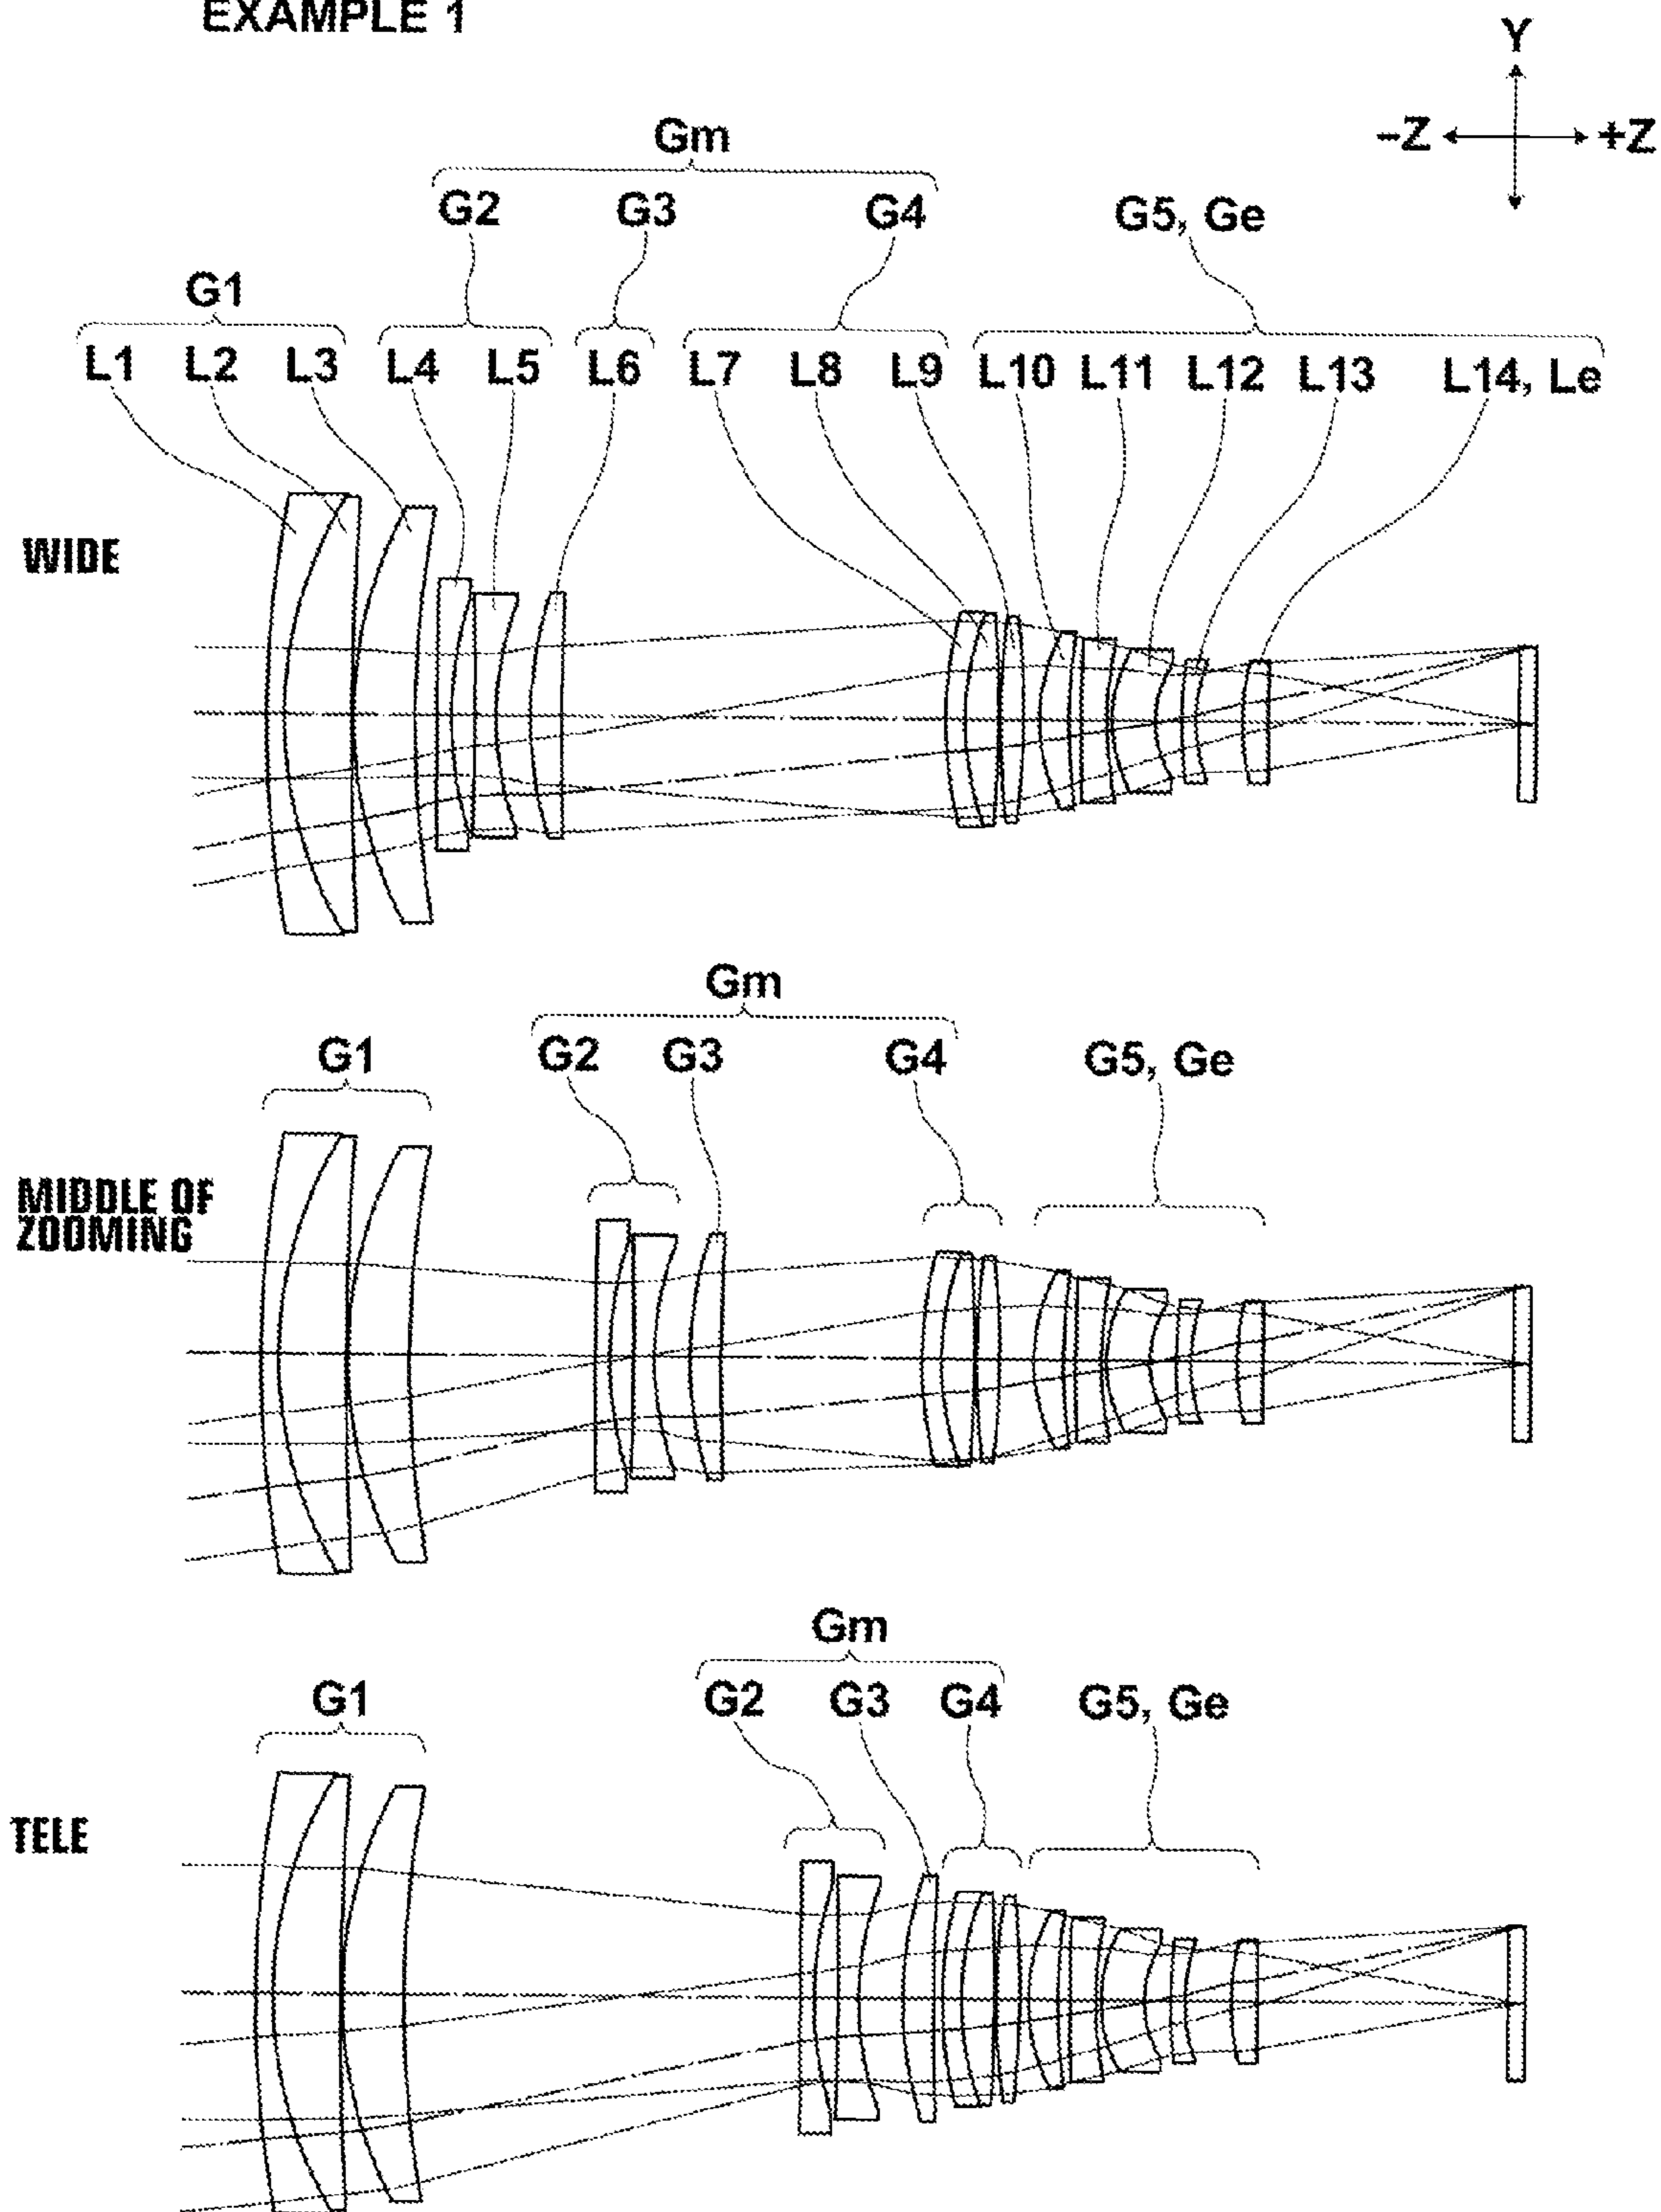 EXAMPLE 1
Y
–Z +Z
Gm
G2 G3 G4 G5, Ge
G1
L1 L2 L3 L4 L5 L6 L7 L8 L9 L10 L11 L12 L13 L14, Le
WIDE
Gm
G1 G2 G3 G4 G5, Ge
MIDDLE OF
ZOOMING
Gm
G1 G2 G3 G4 G5, Ge
TELE